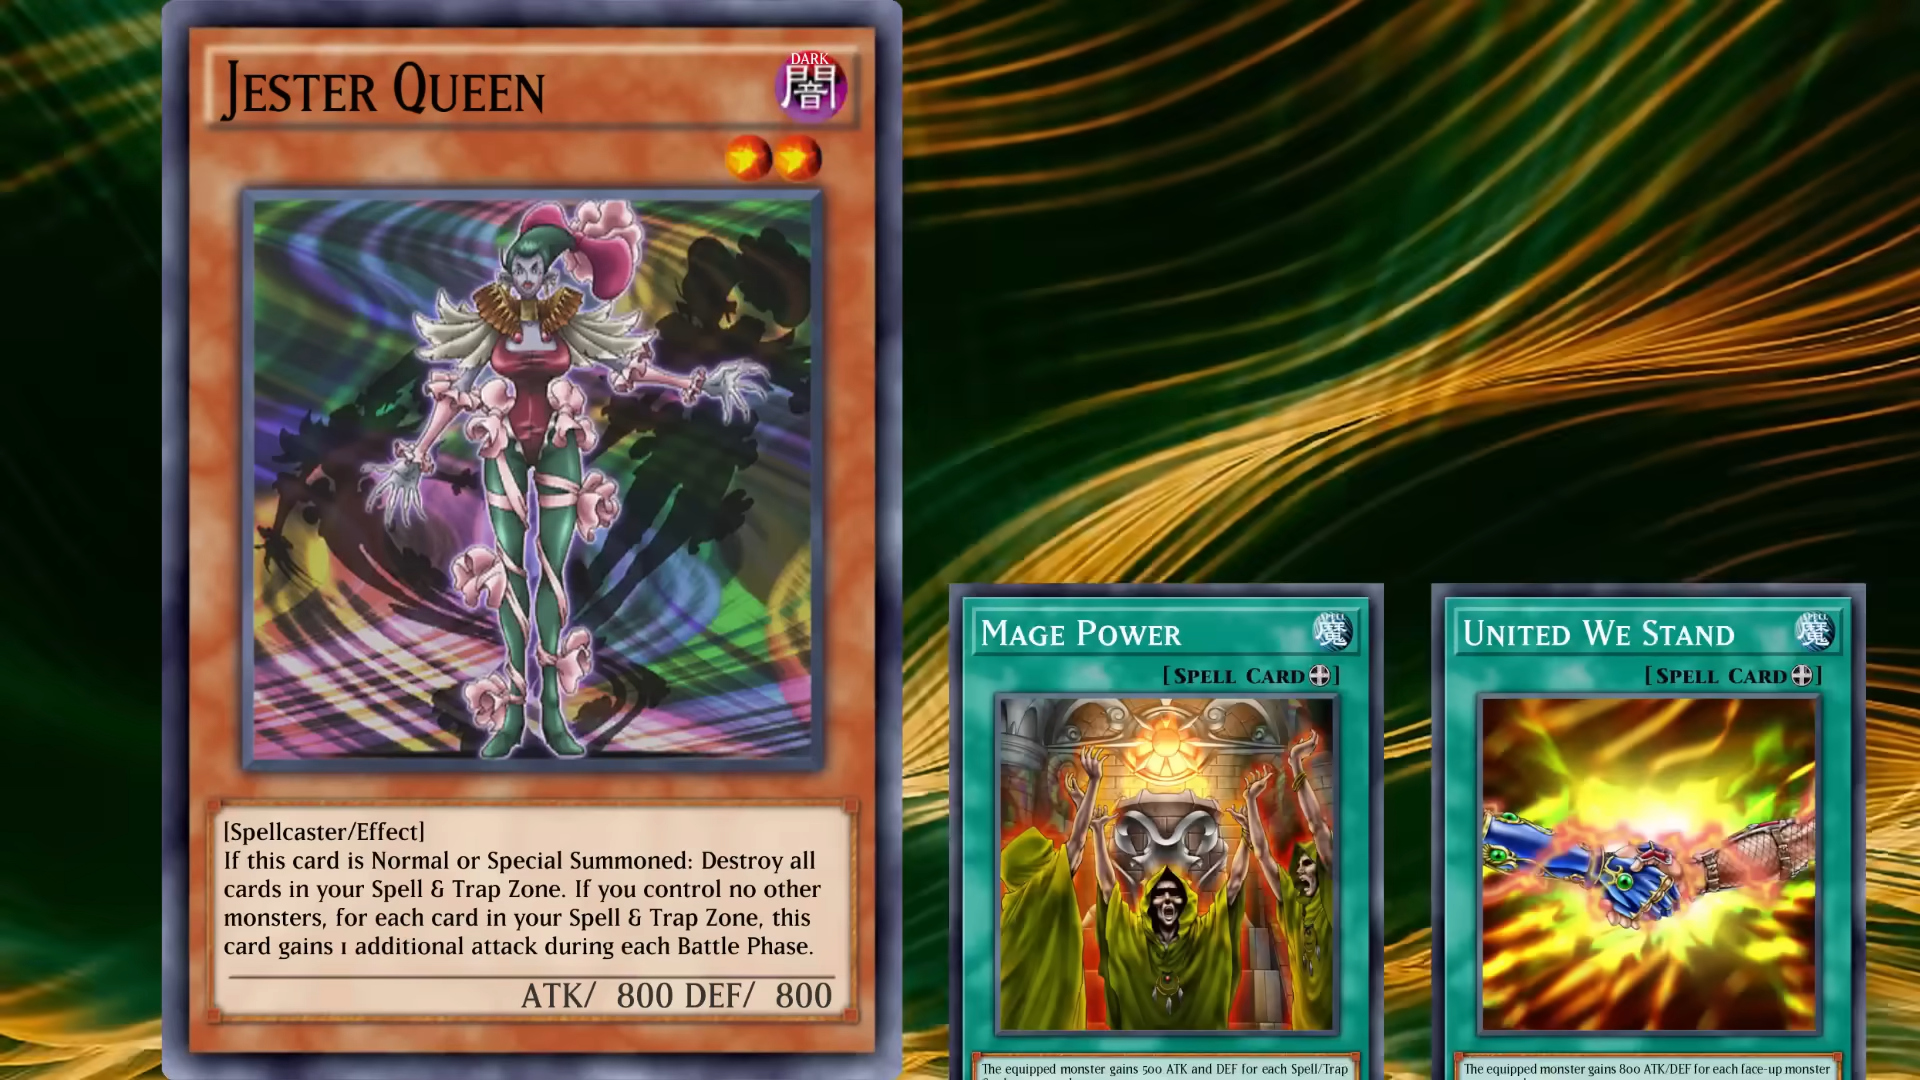 Jester Queen
DARK
闇
[Spellcaster/Effect]
If this card is Normal or Special Summoned: Destroy all
cards in your Spell & Trap Zone. If you control no other
monsters, for each card in your Spell & Trap Zone, this
card gains 1 additional attack during each Battle Phase.
ATK/ 800 DEF/ 800
Mage Power
SPELL
魔
[Spell Card]
The equipped monster gains 500 ATK and DEF for each Spell/Trap
United We Stand
SPELL
魔
[Spell Card]
The equipped monster gains 800 ATK/DEF for each face-up monster